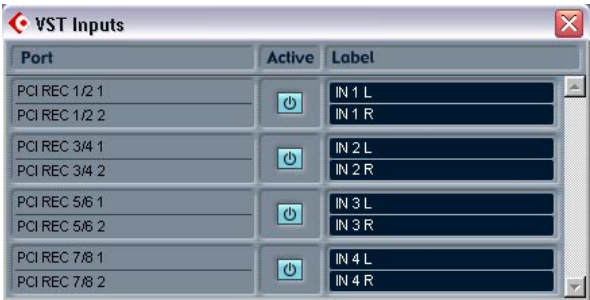 VST Inputs
Port Active Label
PCI REC 1/2 1 IN 1 L
PCI REC 1/2 2 IN 1 R
PCI REC 3/4 1 IN 2 L
PCI REC 3/4 2 IN 2 R
PCI REC 5/6 1 IN 3 L
PCI REC 5/6 2 IN 3 R
PCI REC 7/8 1 IN 4 L
PCI REC 7/8 2 IN 4 R